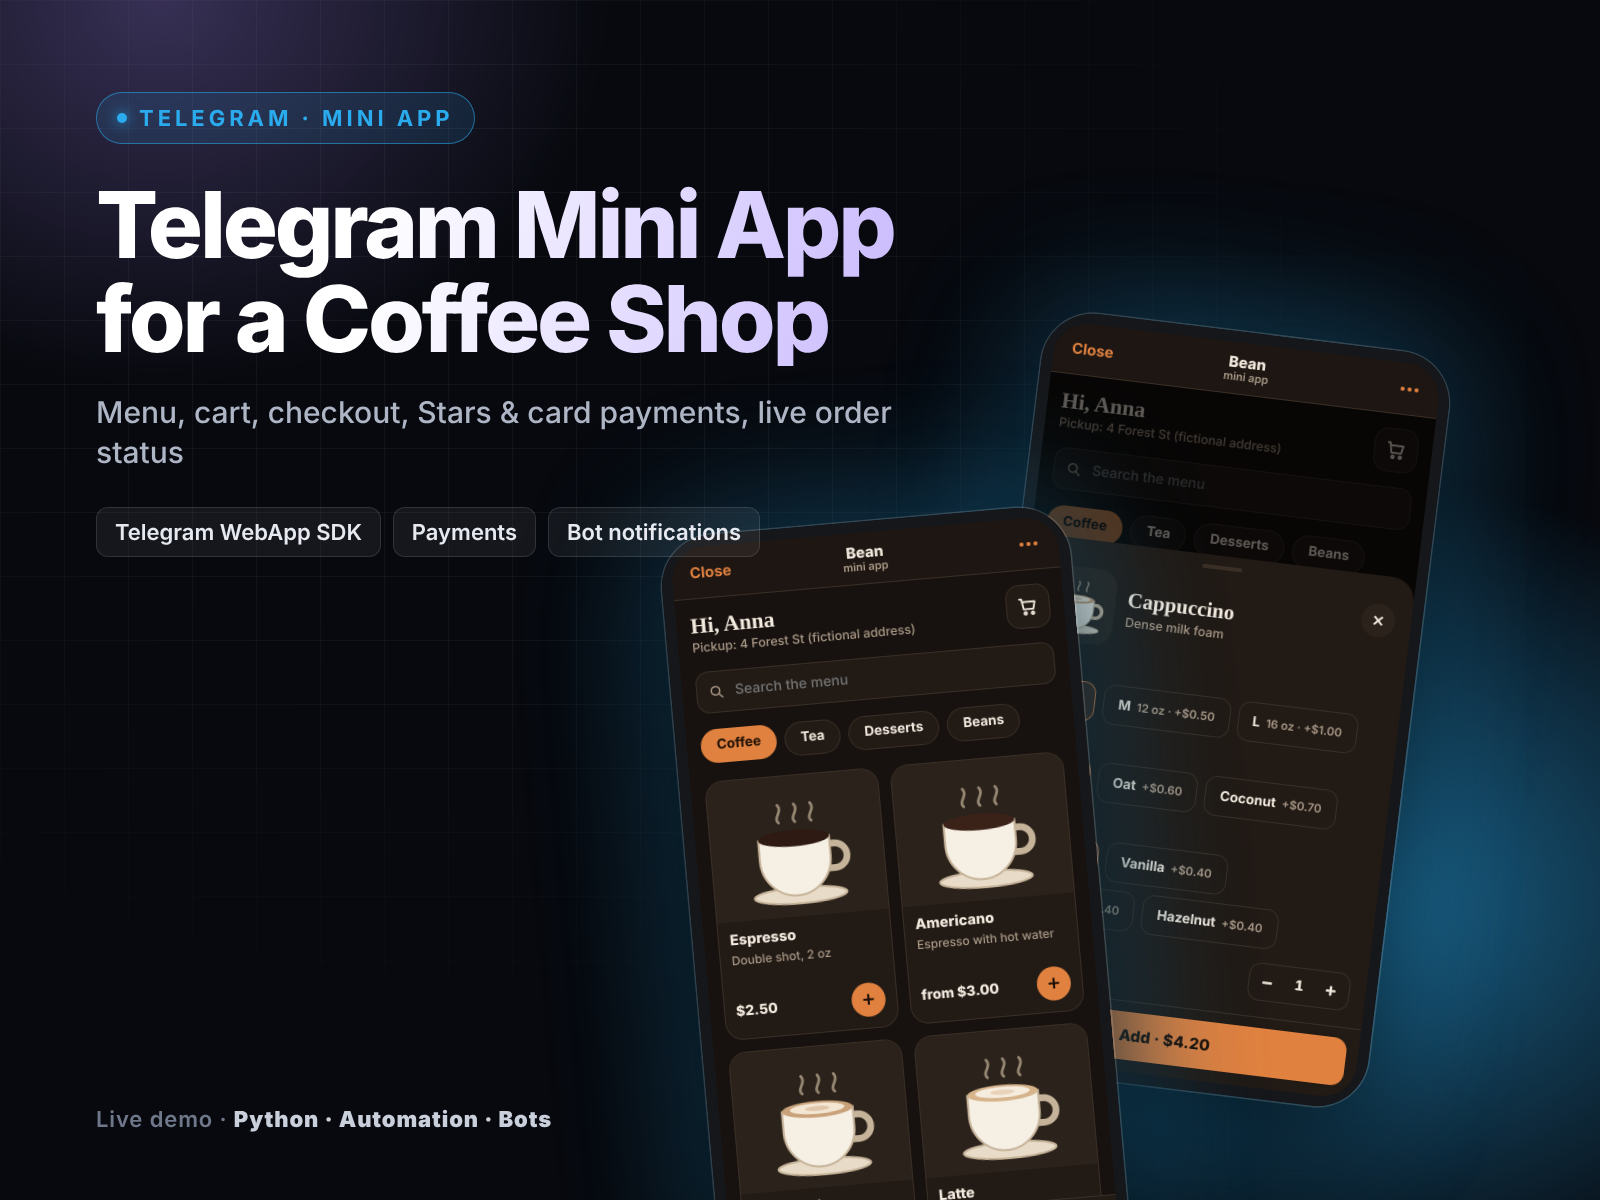 TELEGRAM · MINI APP
Telegram Mini App
for a Coffee Shop
Menu, cart, checkout, Stars & card payments, live order
status
Telegram WebApp SDK
Payments
Bot notifications
Live demo · Python · Automation · Bots
Close
Bean
mini app
Hi, Anna
Pickup: 4 Forest St (fictional address)
Search the menu
Coffee
Tea
Desserts
Beans
Espresso
Double shot, 2 oz
$2.50
+
Americano
Espresso with hot water
from $3.00
+
Latte
Close
Bean
mini app
Hi, Anna
Pickup: 4 Forest St (fictional address)
Search the menu
Coffee
Tea
Desserts
Beans
Cappuccino
Dense milk foam
M 12 oz · +$0.50
L 16 oz · +$1.00
Oat +$0.60
Coconut +$0.70
Vanilla +$0.40
.40
Hazelnut +$0.40
− 1 +
Add · $4.20